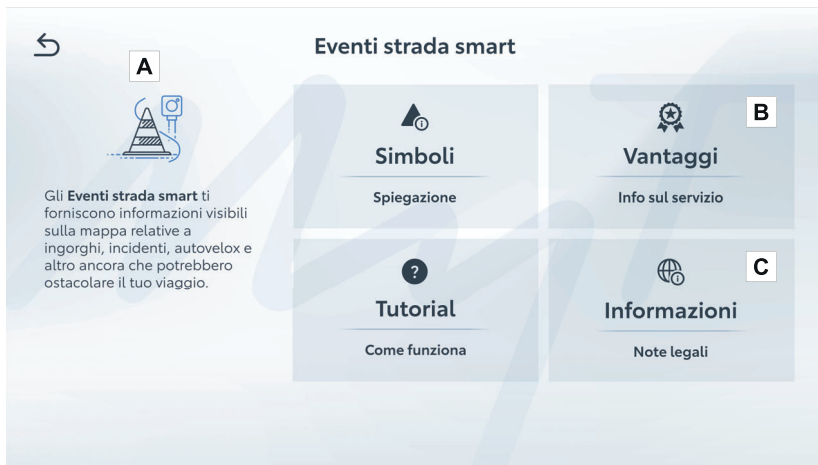 Eventi strada smart
A
Gli Eventi strada smart ti
forniscono informazioni visibili
sulla mappa relative a
ingorghi, incidenti, autovelox e
altro ancora che potrebbero
ostacolare il tuo viaggio.
Simboli
Spiegazione
B
Vantaggi
Info sul servizio
?
Tutorial
Come funziona
C
Informazioni
Note legali